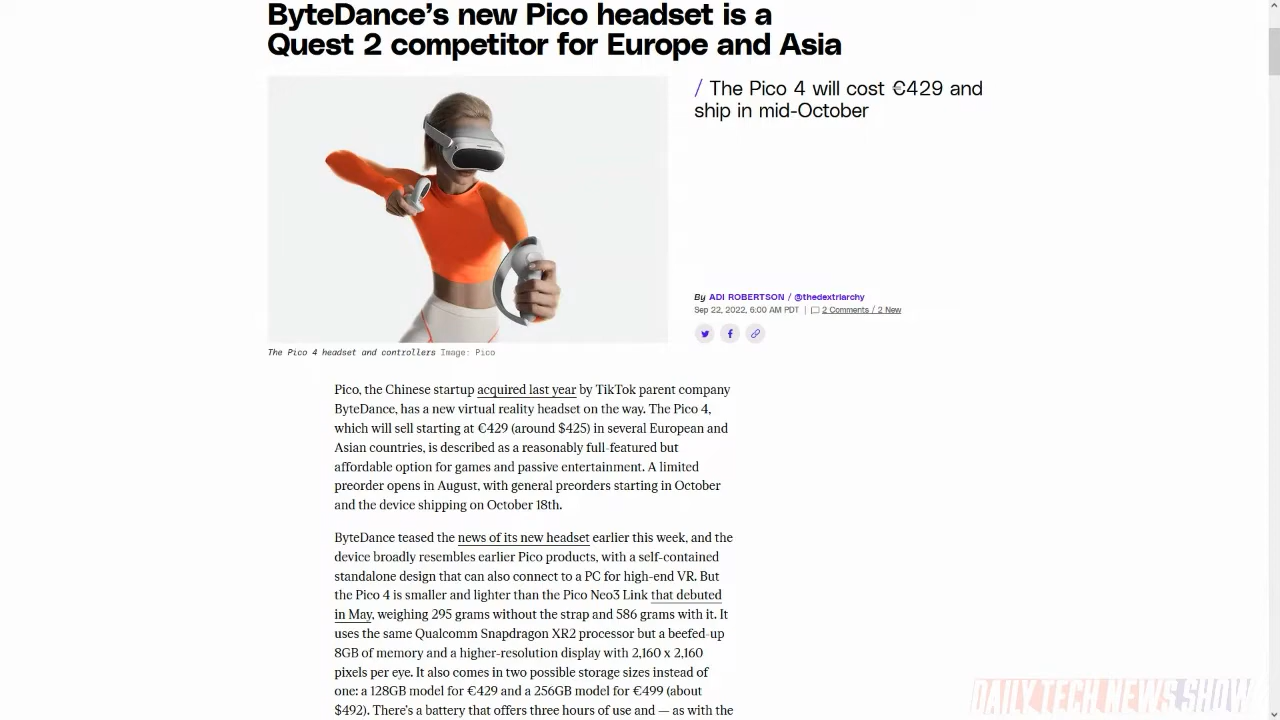 ByteDance's new Pico headset is a
Quest 2 competitor for Europe and Asia
/ The Pico 4 will cost €429 and
ship in mid-October
By ADI ROBERTSON / @thedextriarchy
Sep 22, 2022, 6:00 AM PDT | 2 Comments / 2 New
The Pico 4 headset and controllers Image: Pico
Pico, the Chinese startup acquired last year by TikTok parent company
ByteDance, has a new virtual reality headset on the way. The Pico 4,
which will sell starting at €429 (around $425) in several European and
Asian countries, is described as a reasonably full-featured but
affordable option for games and passive entertainment. A limited
preorder opens in August, with general preorders starting in October
and the device shipping on October 18th.
ByteDance teased the news of its new headset earlier this week, and the
device broadly resembles earlier Pico products, with a self-contained
standalone design that can also connect to a PC for high-end VR. But
the Pico 4 is smaller and lighter than the Pico Neo3 Link that debuted
in May, weighing 295 grams without the strap and 586 grams with it. It
uses the same Qualcomm Snapdragon XR2 processor but a beefed-up
8GB of memory and a higher-resolution display with 2,160 x 2,160
pixels per eye. It also comes in two possible storage sizes instead of
one: a 128GB model for €429 and a 256GB model for €499 (about
$492). There's a battery that offers three hours of use and — as with the
DAILY TECH NEWS SHOW